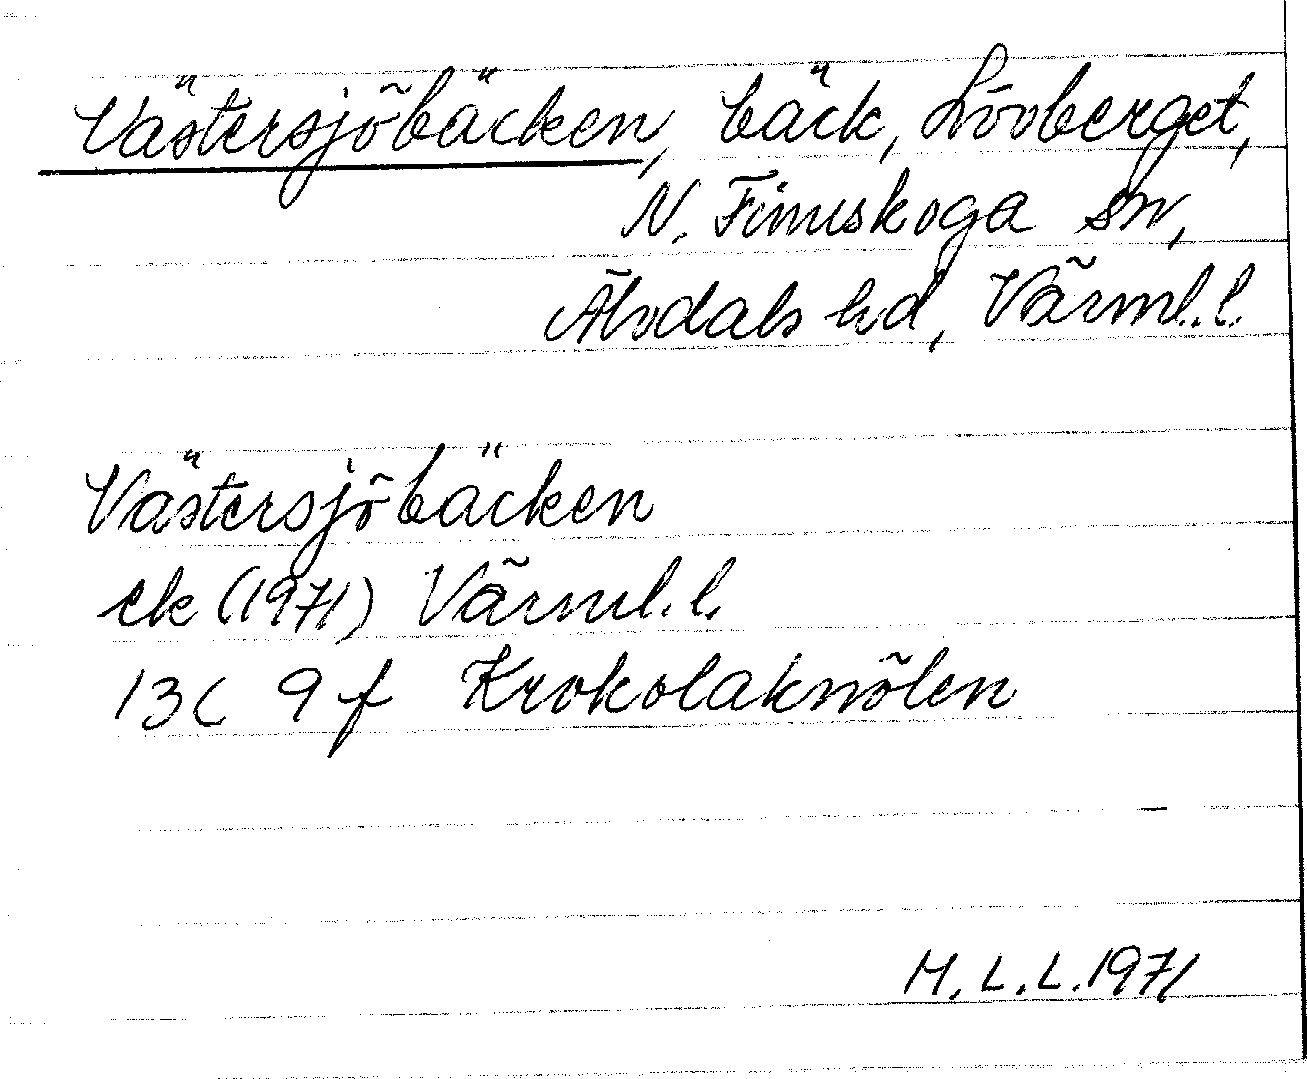 Västersjöbäcken, bäck, Lövberget,
N. Finnskoga sn,
Älvdals hd, Värml.l.
Västersjöbäcken
ek (1971) Värml.l.
13C 9f Krokolaknölen
M.L.L.1971